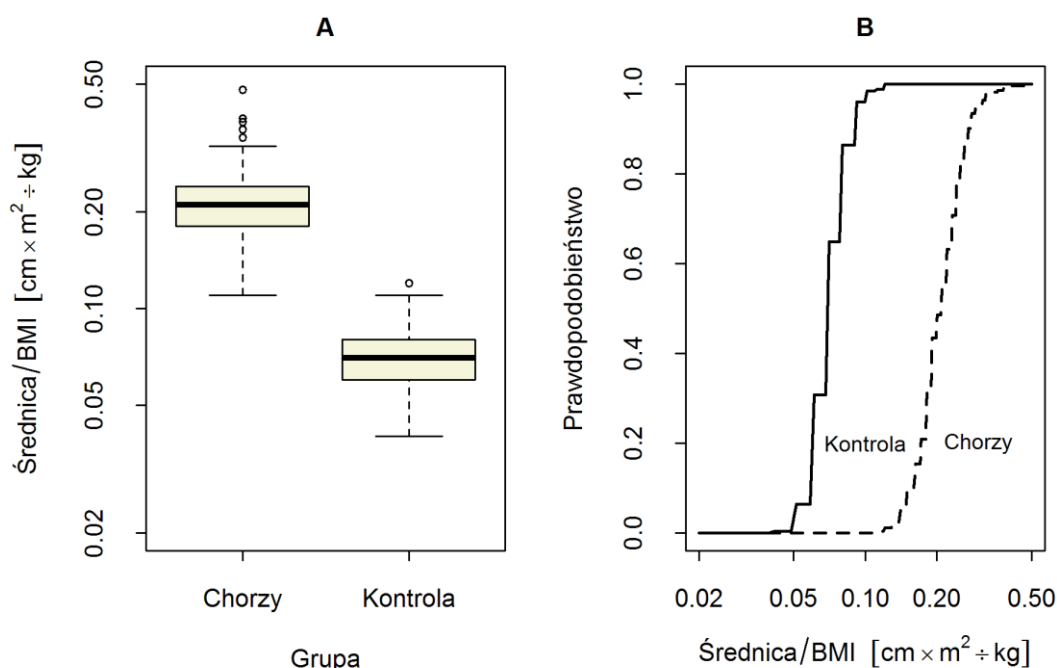 A
Średnica/BMI [cm × m² ÷ kg]
0.50
0.20
0.10
0.05
0.02
Chorzy Kontrola
Grupa
B
Prawdopodobieństwo
1.0
0.8
0.6
0.4
0.2
0.0
Kontrola Chorzy
0.02 0.05 0.10 0.20 0.50
Średnica/BMI [cm × m² ÷ kg]